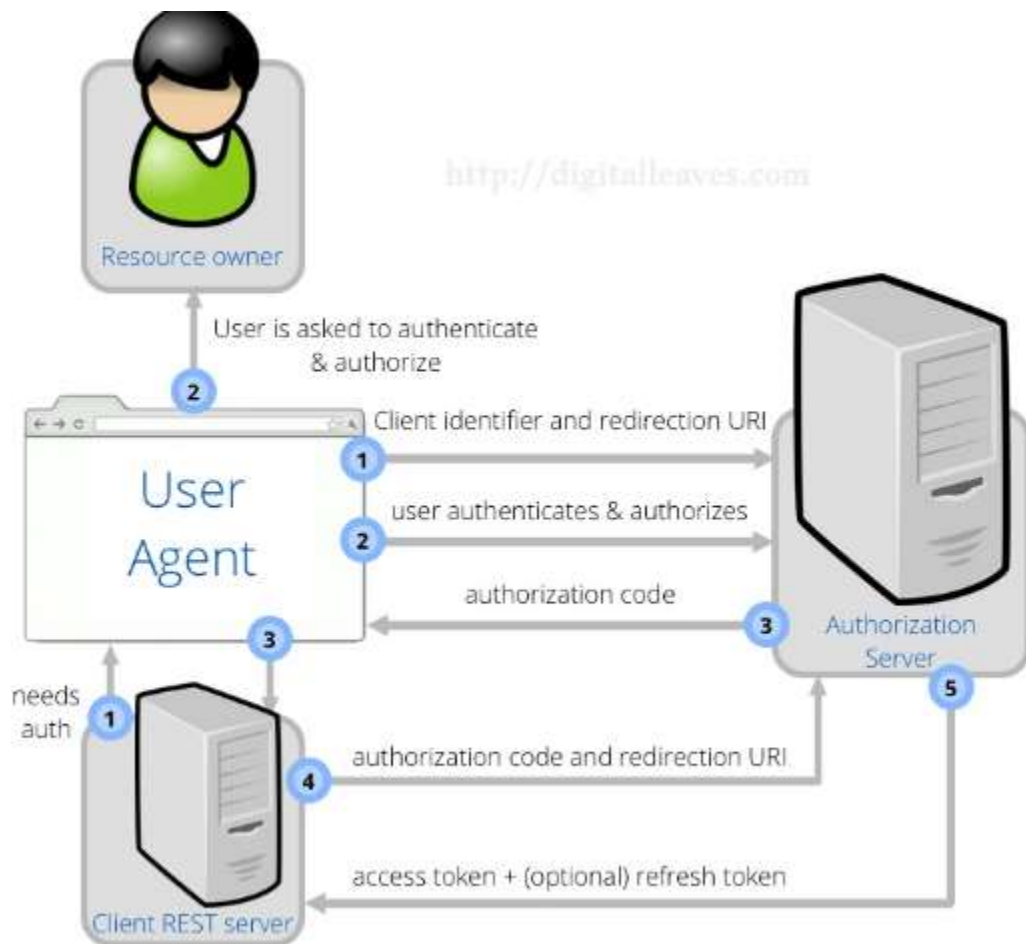 http://digitalleaves.com
Resource owner
User is asked to authenticate
& authorize
2
Client identifier and redirection URI
1
User
Agent
user authenticates & authorizes
2
authorization code
3
3
Authorization
Server
5
needs
auth
1
authorization code and redirection URI
4
access token + (optional) refresh token
Client REST server